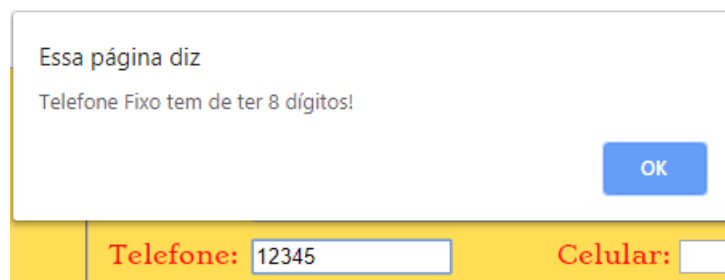 Essa página diz
Telefone Fixo tem de ter 8 dígitos!
OK
Telefone: 12345 Celular: